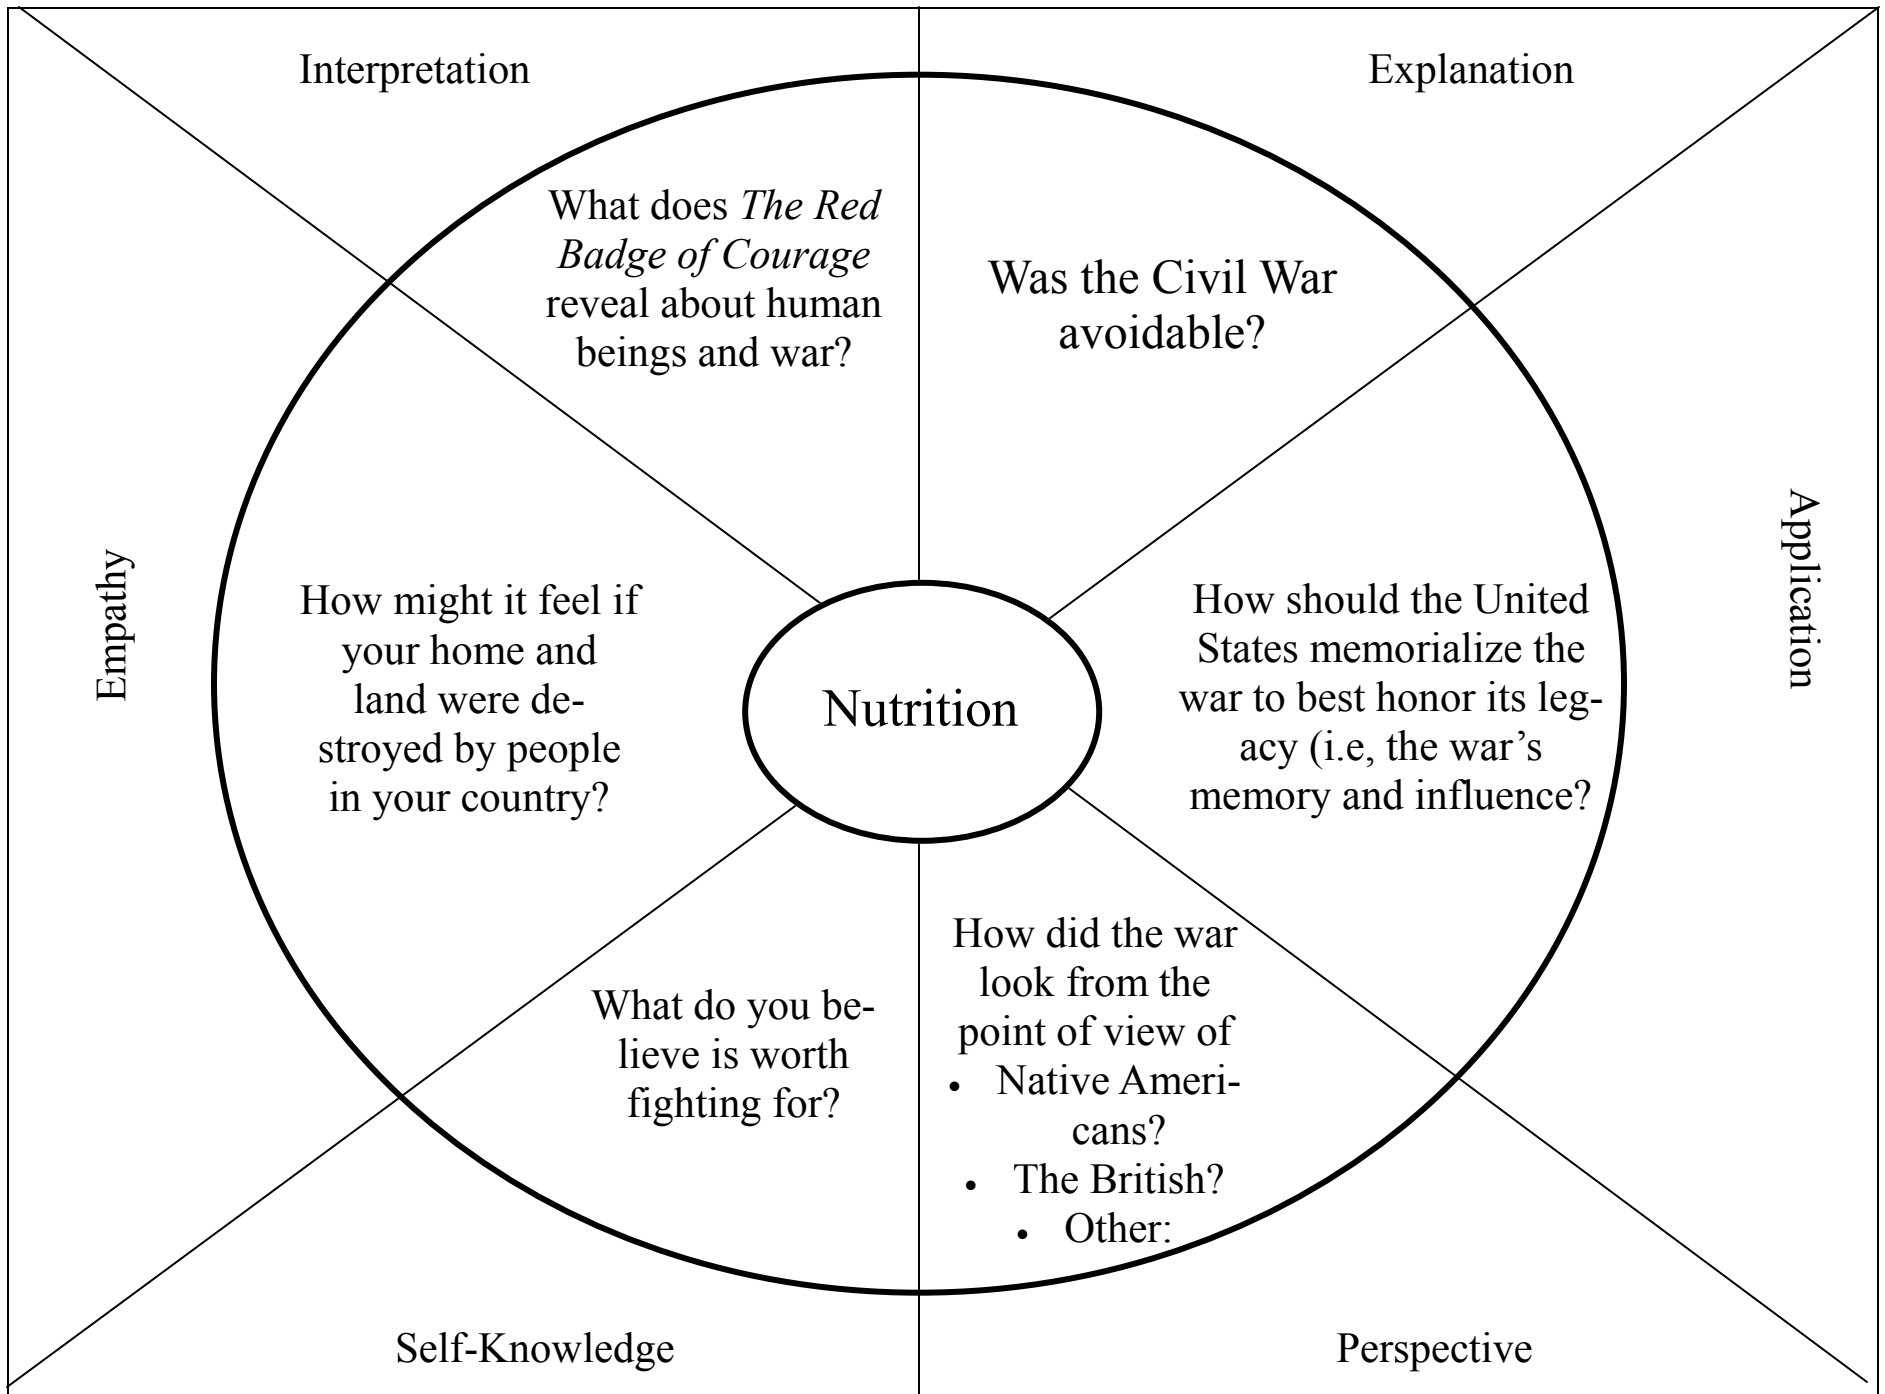 Interpretation
Explanation
What does The Red
Badge of Courage
reveal about human
beings and war?
Was the Civil War
avoidable?
Empathy
How might it feel if
your home and
land were de-
stroyed by people
in your country?
Nutrition
How should the United
States memorialize the
war to best honor its leg-
acy (i.e, the war’s
memory and influence?
Application
What do you be-
lieve is worth
fighting for?
How did the war
look from the
point of view of
• Native Ameri-
cans?
• The British?
• Other:
Self-Knowledge
Perspective